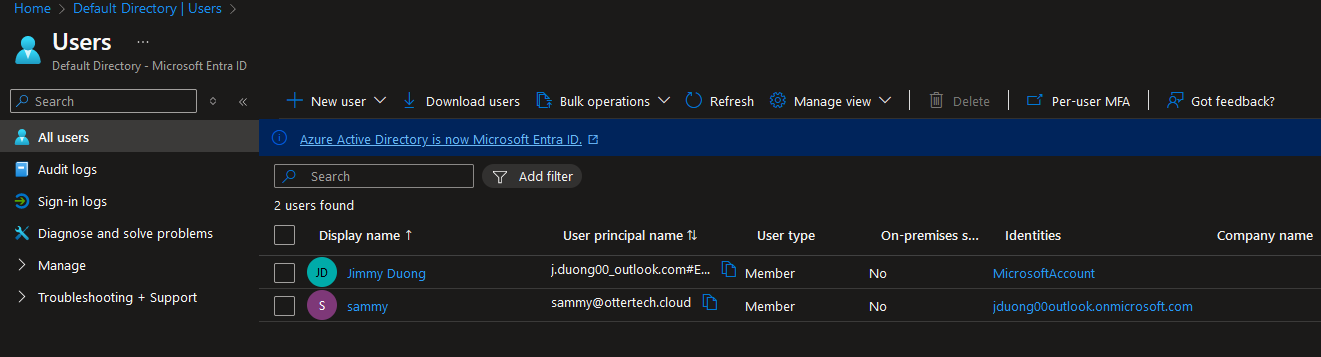 Home > Default Directory | Users >
Users ...
Default Directory - Microsoft Entra ID
Search
«
New user
Download users
Bulk operations
Refresh
Manage view
Delete
Per-user MFA
Got feedback?
All users
Audit logs
Sign-in logs
Diagnose and solve problems
Manage
Troubleshooting + Support
Azure Active Directory is now Microsoft Entra ID.
Search
Add filter
2 users found
Display name ↑ User principal name ↑↓ User type On-premises s... Identities Company name
JD Jimmy Duong j.duong00_outlook.com#E... Member No MicrosoftAccount
S sammy sammy@ottertech.cloud Member No jduong00outlook.onmicrosoft.com